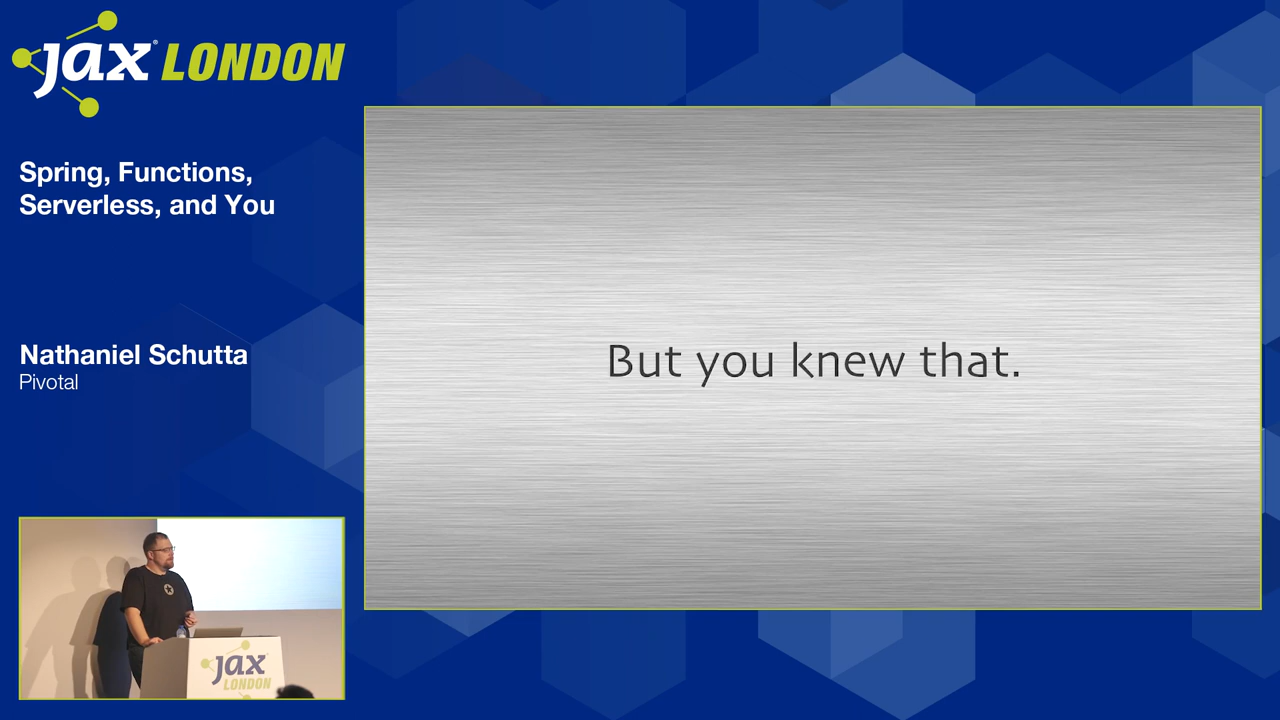 jax® LONDON
Spring, Functions,
Serverless, and You
Nathaniel Schutta
Pivotal
But you knew that.
jax
LONDON